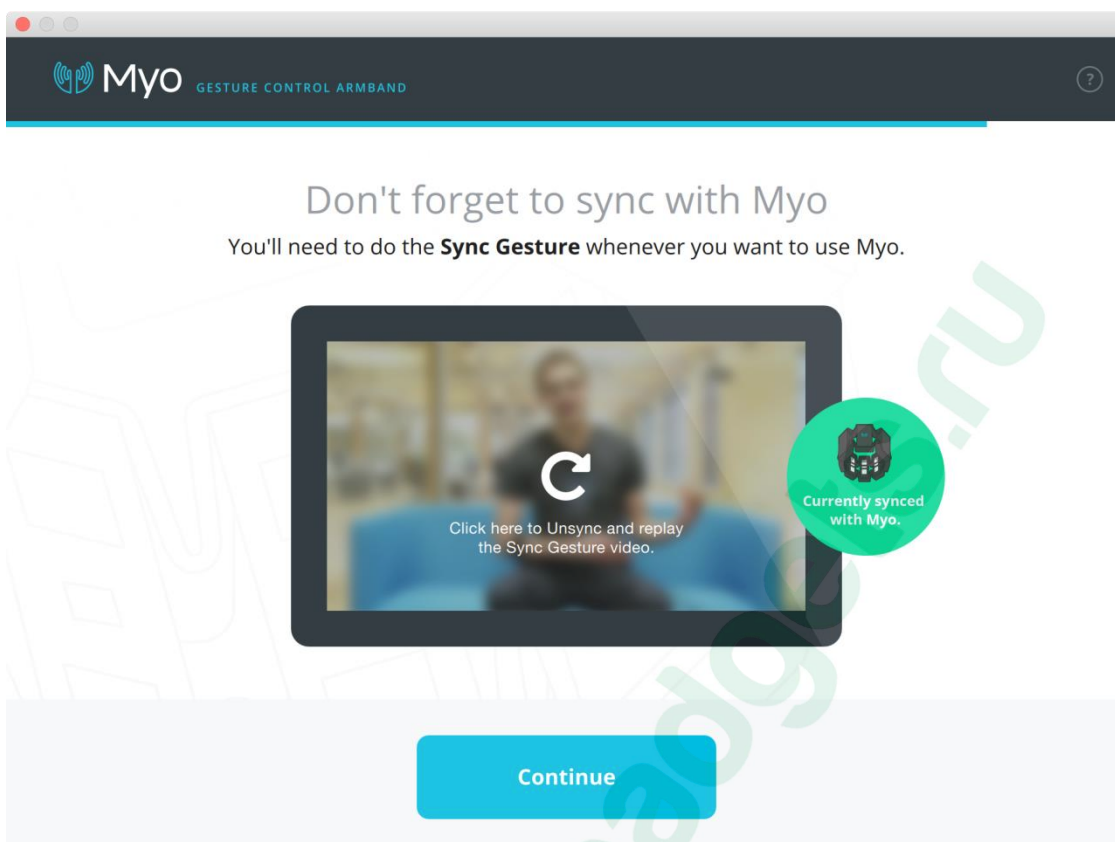 Myo GESTURE CONTROL ARMBAND
?
Don't forget to sync with Myo
You'll need to do the Sync Gesture whenever you want to use Myo.
Click here to Unsync and replay
the Sync Gesture video.
Currently synced
with Myo.
Continue
adgets.ru